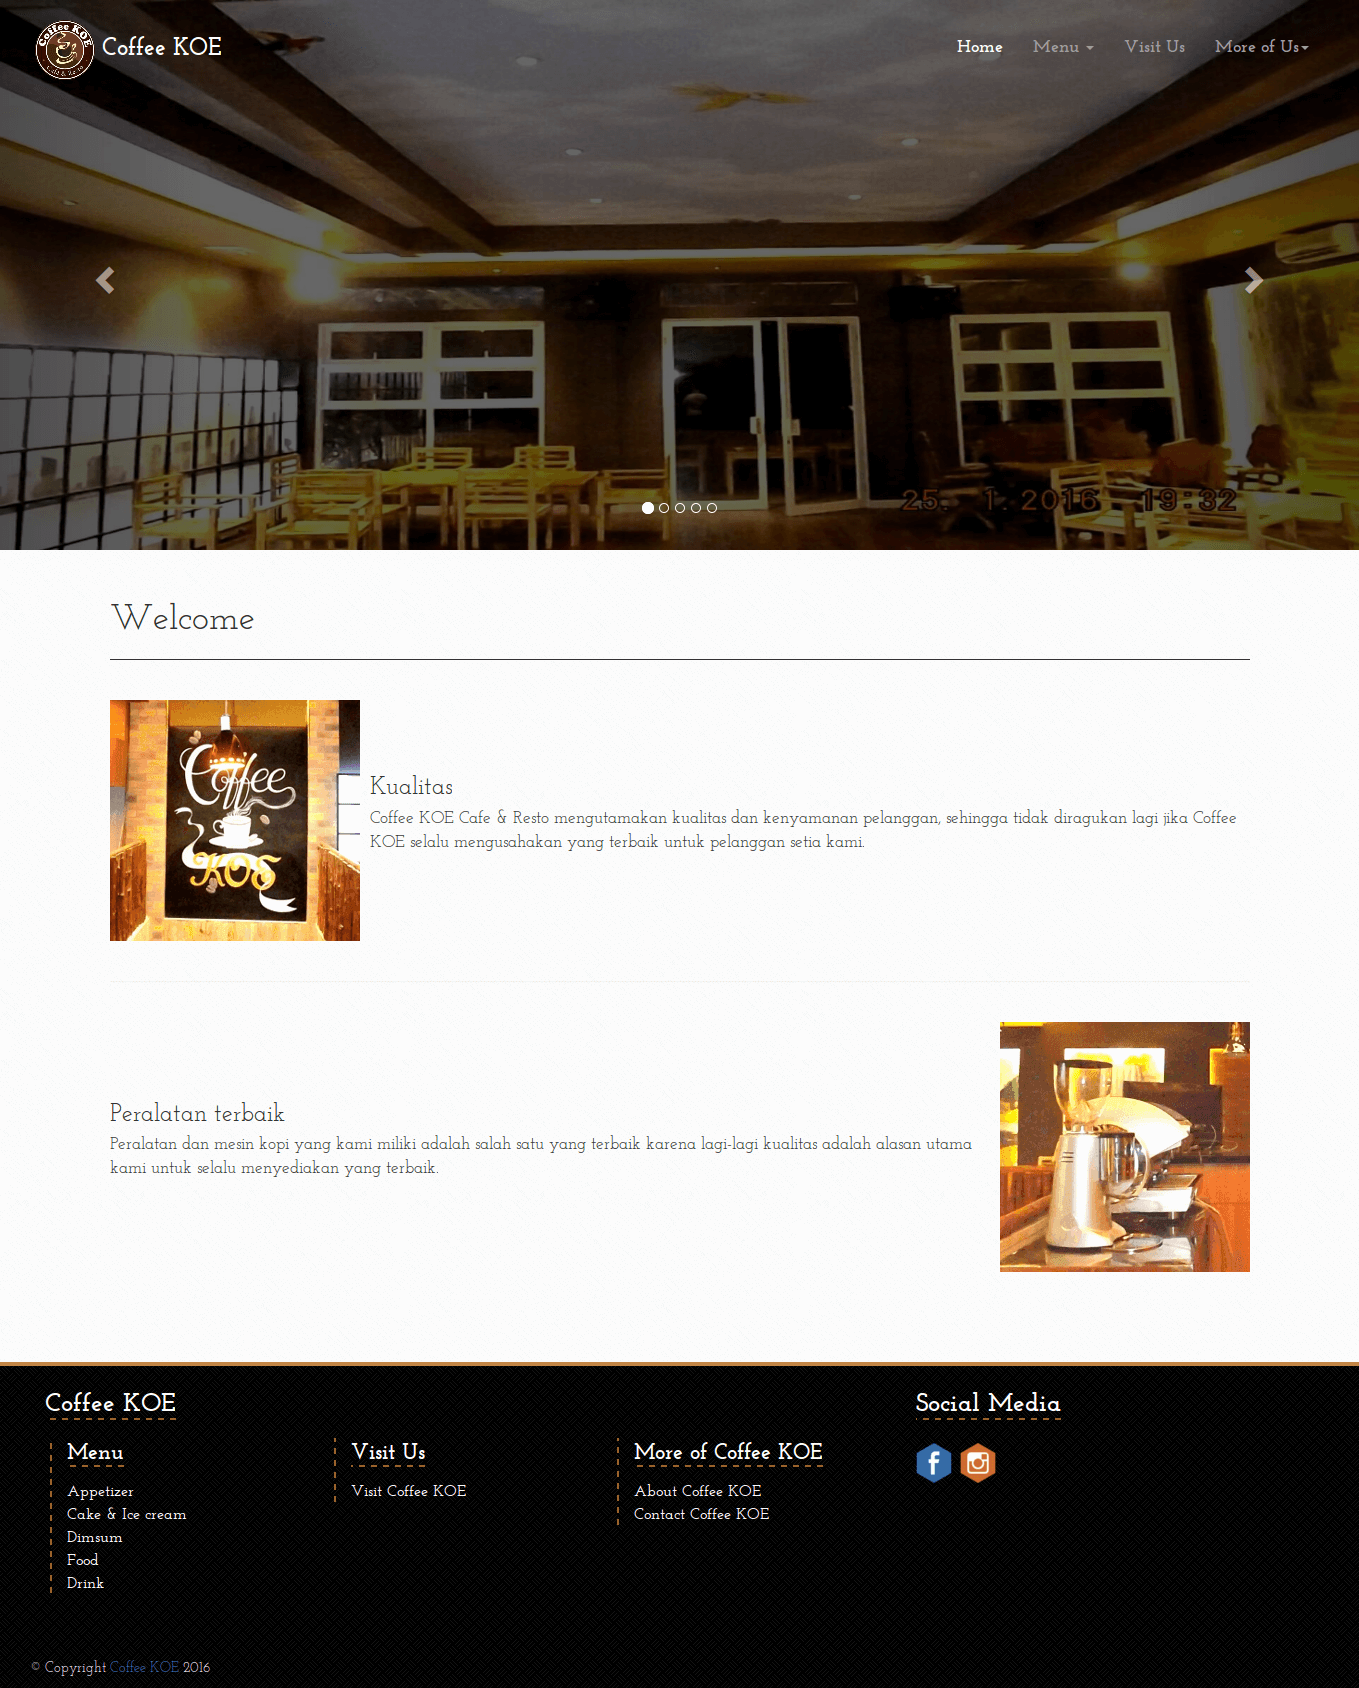 Coffee KOE
Coffee KOE
Home
Menu
Visit Us
More of Us
25. 1. 2016 19:32
Welcome
Coffee
KOE
Kualitas
Coffee KOE Cafe & Resto mengutamakan kualitas dan kenyamanan pelanggan, sehingga tidak diragukan lagi jika Coffee
KOE selalu mengusahakan yang terbaik untuk pelanggan setia kami.
Peralatan terbaik
Peralatan dan mesin kopi yang kami miliki adalah salah satu yang terbaik karena lagi-lagi kualitas adalah alasan utama
kami untuk selalu menyediakan yang terbaik.
Coffee KOE
Social Media
Menu
Appetizer
Cake & Ice cream
Dimsum
Food
Drink
Visit Us
Visit Coffee KOE
More of Coffee KOE
About Coffee KOE
Contact Coffee KOE
© Copyright Coffee KOE 2016